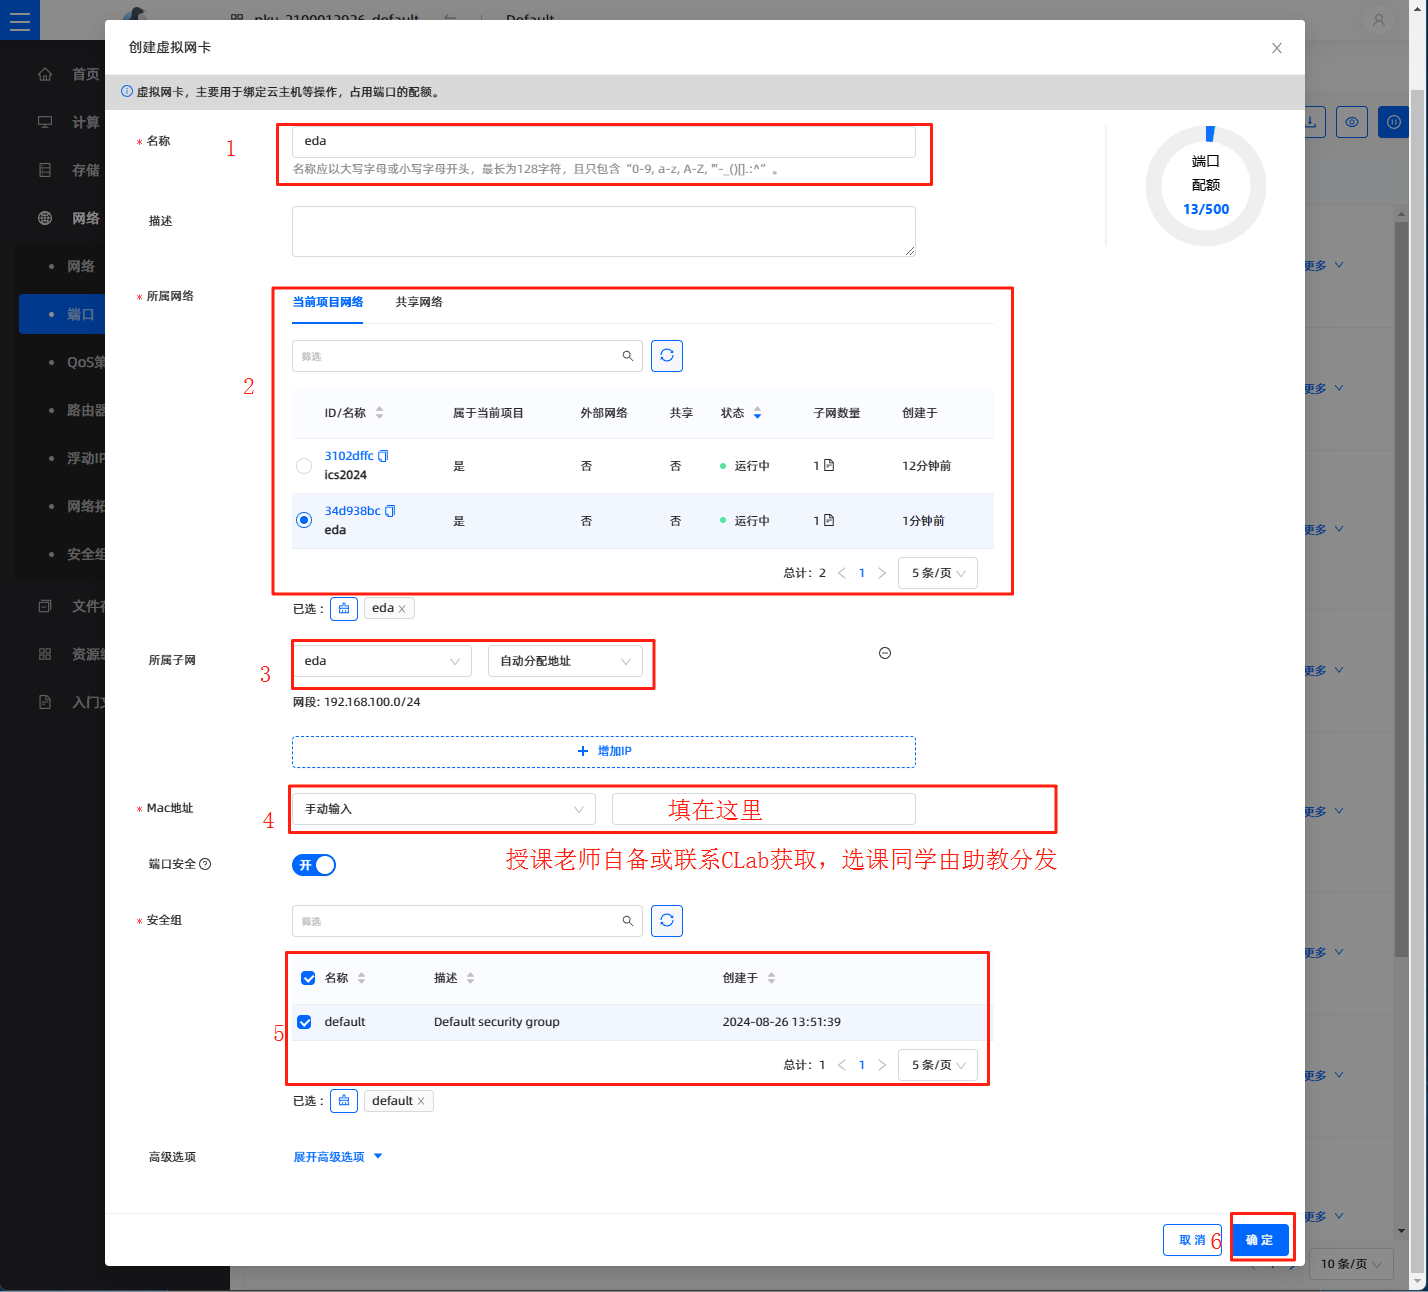 pku_2100012926_default
Default
创建虚拟网卡
虚拟网卡，主要用于绑定云主机等操作，占用端口的配额。
首页
计算
存储
网络
网络
端口
QoS策
路由器
浮动IP
网络拓
安全组
文件存
资源编
入门文
* 名称
1
eda
名称应以大写字母或小写字母开头，最长为128字符，且只包含“0-9, a-z, A-Z, "'-_()[].:^”。
端口
配额
13/500
描述
* 所属网络
当前项目网络 共享网络
筛选
2
ID/名称 属于当前项目 外部网络 共享 状态 子网数量 创建于
3102dffc
ics2024
是 否 否 运行中 1 12分钟前
34d938bc
eda
是 否 否 运行中 1 1分钟前
总计：2 < 1 > 5 条/页
已选： eda ×
所属子网
3
eda 自动分配地址
网段: 192.168.100.0/24
+ 增加IP
* Mac地址
4
手动输入 填在这里
授课老师自备或联系CLab获取，选课同学由助教分发
端口安全
开
* 安全组
筛选
名称 描述 创建于
5
default Default security group 2024-08-26 13:51:39
总计：1 < 1 > 5 条/页
已选： default ×
高级选项 展开高级选项
取消 6 确定
更多
更多
更多
更多
更多
更多
更多
更多
10 条/页